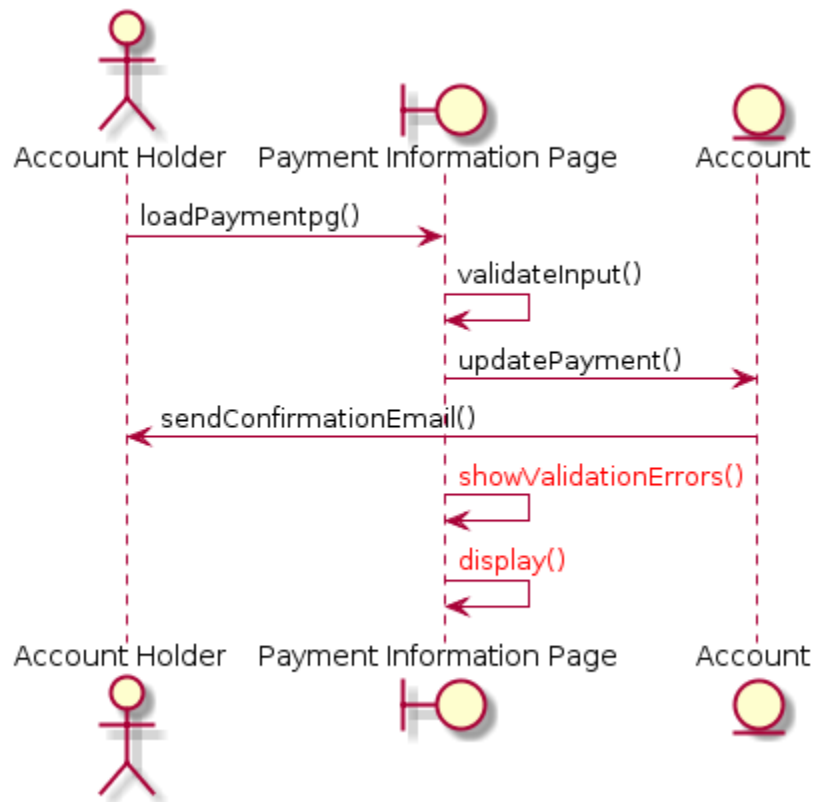 Account Holder
Payment Information Page
Account
loadPaymentpg()
validateInput()
updatePayment()
sendConfirmationEmail()
showValidationErrors()
display()
Account Holder
Payment Information Page
Account